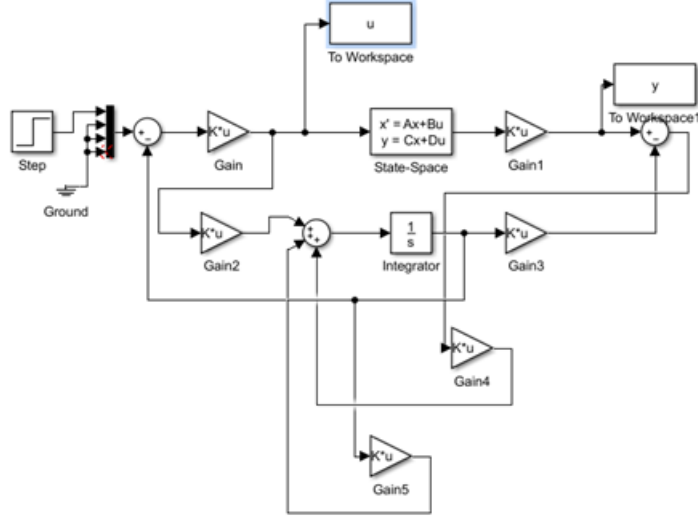 u
To Workspace
y
To Workspace1
Step
Ground
+
−
K*u
Gain
x' = Ax+Bu
y = Cx+Du
State-Space
K*u
Gain1
+
−
K*u
Gain2
+
+
+
1
s
Integrator
K*u
Gain3
K*u
Gain4
K*u
Gain5